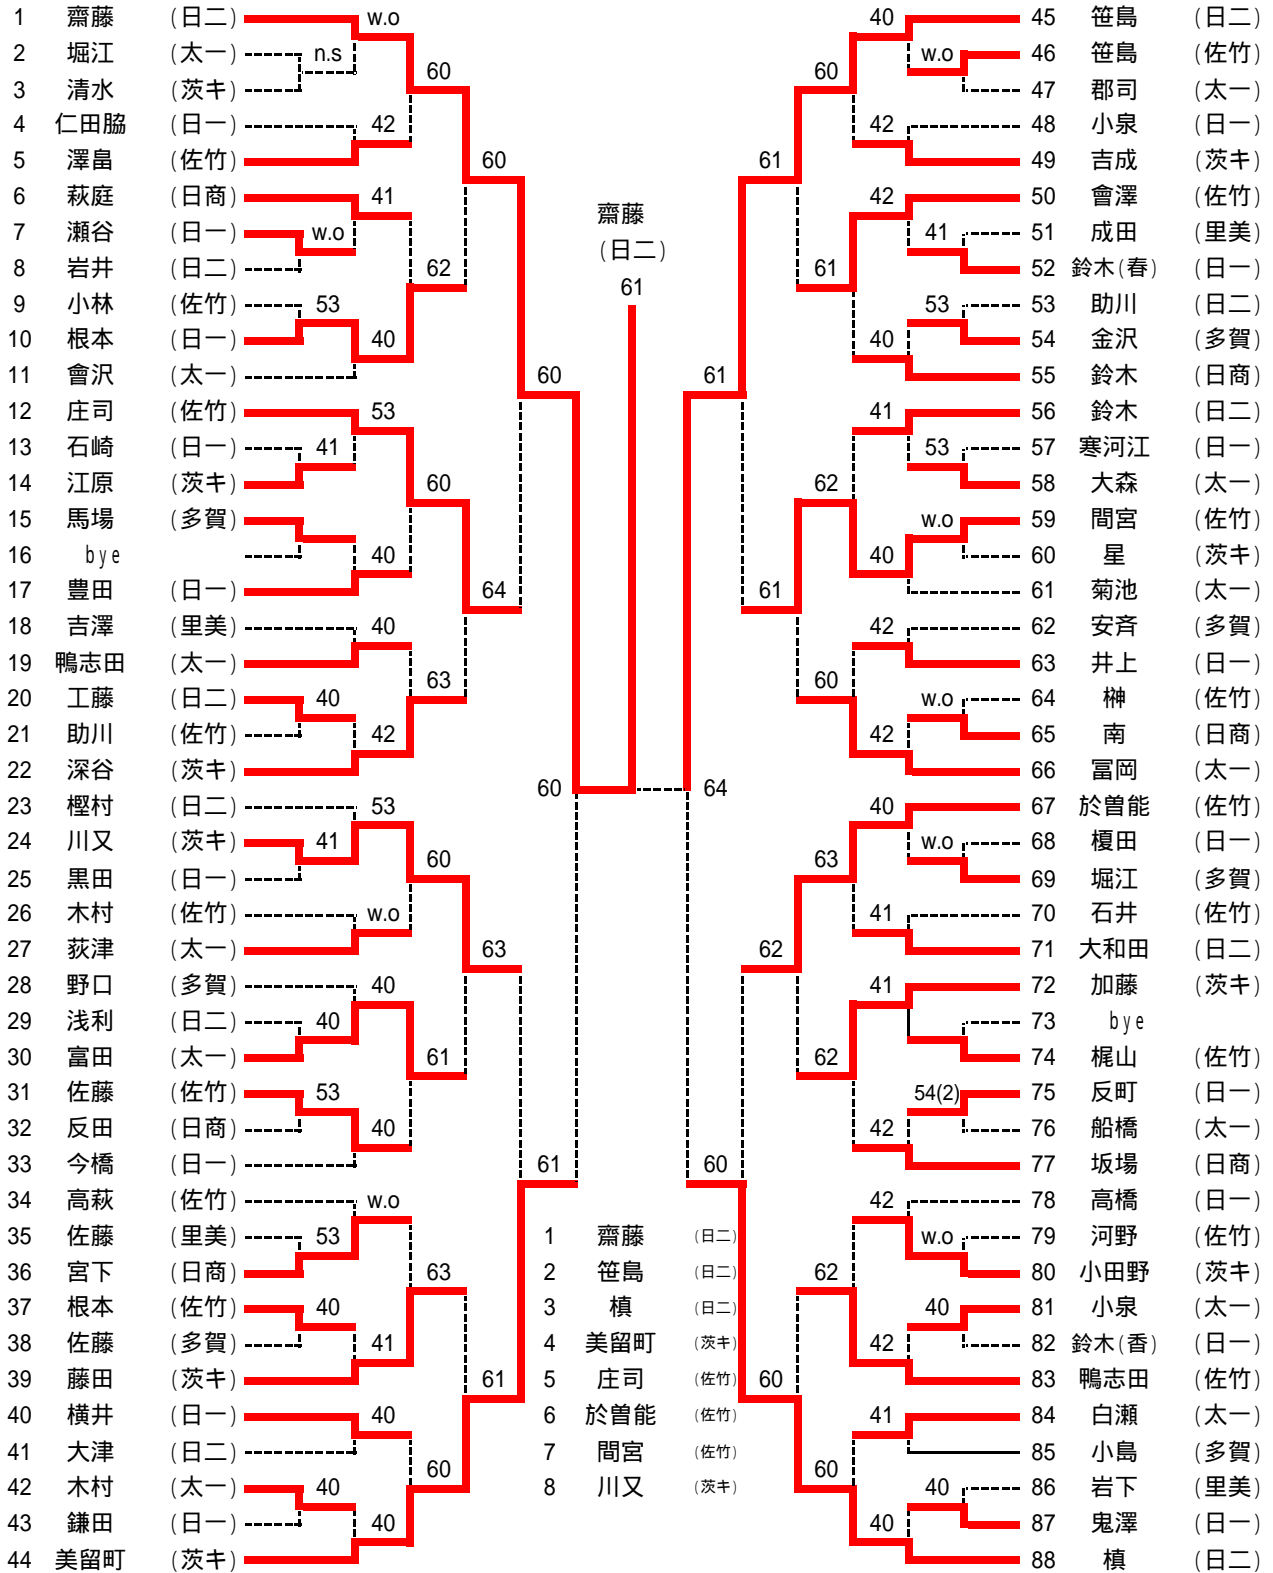 1 齋藤 (日二) w.o
2 堀江 (太一) n.s
3 清水 (茨キ)
60
4 仁田脇 (日一) 42
5 澤畠 (佐竹)
60
6 萩庭 (日商) 41
7 瀬谷 (日一) w.o
8 岩井 (日二)
62
9 小林 (佐竹) 53
10 根本 (日一) 40
11 會沢 (太一)
60
12 庄司 (佐竹) 53
13 石崎 (日一) 41
14 江原 (茨キ)
60
15 馬場 (多賀)
16 bye 40
17 豊田 (日一)
64
18 吉澤 (里美) 40
19 鴨志田 (太一)
63
20 工藤 (日二) 40
21 助川 (佐竹) 42
22 深谷 (茨キ)
60
23 樫村 (日二) 53
24 川又 (茨キ) 41
25 黒田 (日一)
60
26 木村 (佐竹) w.o
27 荻津 (太一)
63
28 野口 (多賀) 40
29 浅利 (日二) 40
30 富田 (太一)
61
31 佐藤 (佐竹) 53
32 反田 (日商) 40
33 今橋 (日一)
61
34 高萩 (佐竹) w.o
35 佐藤 (里美) 53
36 宮下 (日商)
63
37 根本 (佐竹) 40
38 佐藤 (多賀) 41
39 藤田 (茨キ)
61
40 横井 (日一) 40
41 大津 (日二)
60
42 木村 (太一) 40
43 鎌田 (日一) 40
44 美留町 (茨キ)
齋藤
(日二)
61
1 齋藤 (日二)
2 笹島 (日二)
3 槙 (日二)
4 美留町 (茨キ)
5 庄司 (佐竹)
6 於曽能 (佐竹)
7 間宮 (佐竹)
8 川又 (茨キ)
40 45 笹島 (日二)
w.o 46 笹島 (佐竹)
47 郡司 (太一)
60
42 48 小泉 (日一)
49 吉成 (茨キ)
61
42 50 會澤 (佐竹)
41 51 成田 (里美)
52 鈴木(春) (日一)
61
53 53 助川 (日二)
40 54 金沢 (多賀)
55 鈴木 (日商)
61
41 56 鈴木 (日二)
53 57 寒河江 (日一)
58 大森 (太一)
62
w.o 59 間宮 (佐竹)
40 60 星 (茨キ)
61 菊池 (太一)
61
42 62 安斉 (多賀)
63 井上 (日一)
60
w.o 64 榊 (佐竹)
42 65 南 (日商)
66 冨岡 (太一)
64
40 67 於曽能 (佐竹)
w.o 68 榎田 (日一)
69 堀江 (多賀)
63
41 70 石井 (佐竹)
71 大和田 (日二)
62
41 72 加藤 (茨キ)
73 bye
74 梶山 (佐竹)
62
54(2) 75 反町 (日一)
42 76 船橋 (太一)
77 坂場 (日商)
60
42 78 高橋 (日一)
w.o 79 河野 (佐竹)
80 小田野 (茨キ)
62
40 81 小泉 (太一)
42 82 鈴木(香) (日一)
83 鴨志田 (佐竹)
60
41 84 白瀬 (太一)
85 小島 (多賀)
60
40 86 岩下 (里美)
40 87 鬼澤 (日一)
88 槙 (日二)